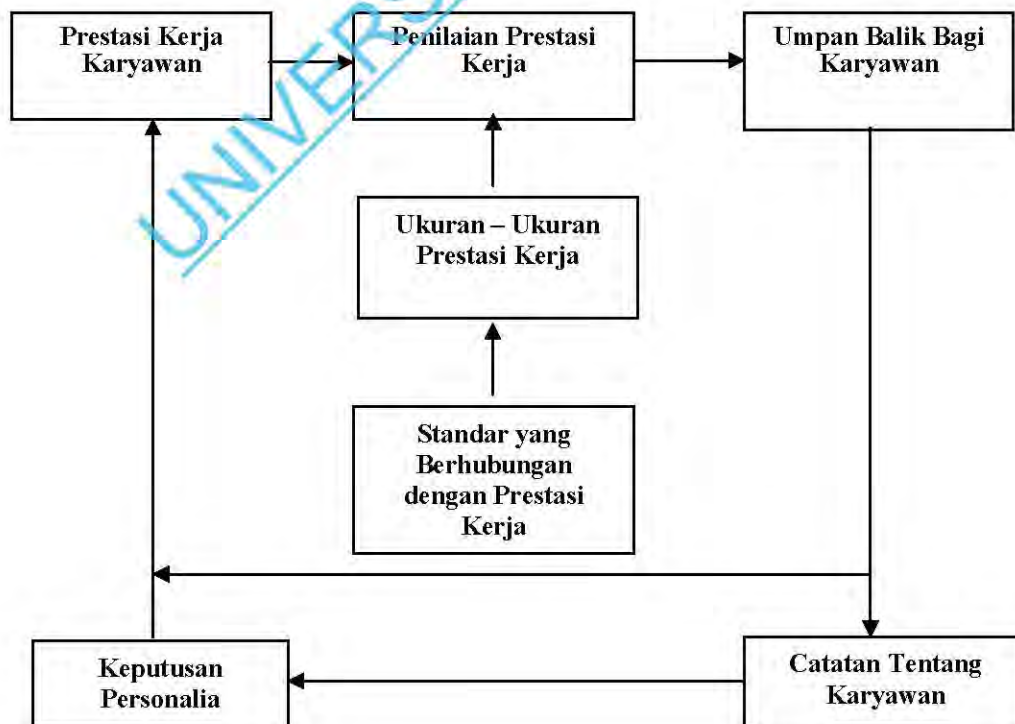 Prestasi Kerja
Karyawan
Penilaian Prestasi
Kerja
Umpan Balik Bagi
Karyawan
Ukuran – Ukuran
Prestasi Kerja
Standar yang
Berhubungan
dengan Prestasi
Kerja
Keputusan
Personalia
Catatan Tentang
Karyawan